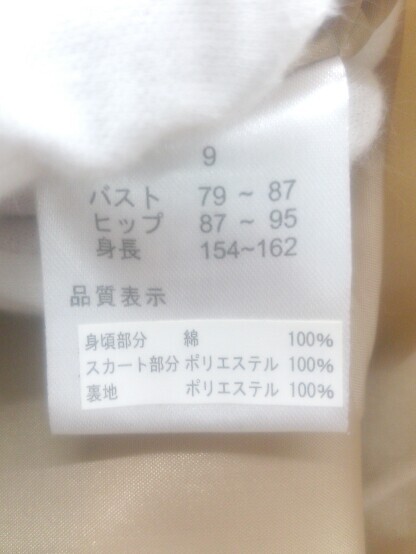 9
バスト 79 ~ 87
ヒップ 87 ~ 95
身長 154~162
品質表示
身頃部分 綿 100%
スカート部分 ポリエステル 100%
裏地 ポリエステル 100%